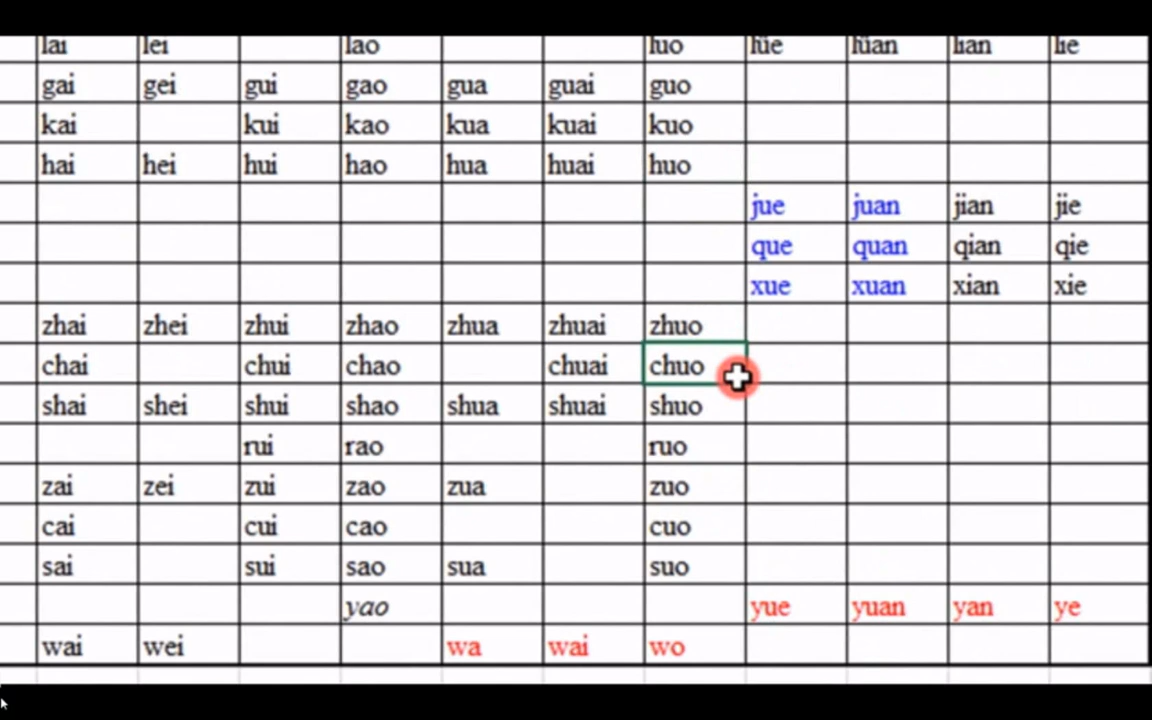 lai lei lao luo lüe lüan lian lie
gai gei gui gao gua guai guo
kai kui kao kua kuai kuo
hai hei hui hao hua huai huo
jue juan jian jie
que quan qian qie
xue xuan xian xie
zhai zhei zhui zhao zhua zhuai zhuo
chai chui chao chuai chuo
shai shei shui shao shua shuai shuo
rui rao ruo
zai zei zui zao zua zuo
cai cui cao cuo
sai sui sao sua suo
yao yue yuan yan ye
wai wei wa wai wo